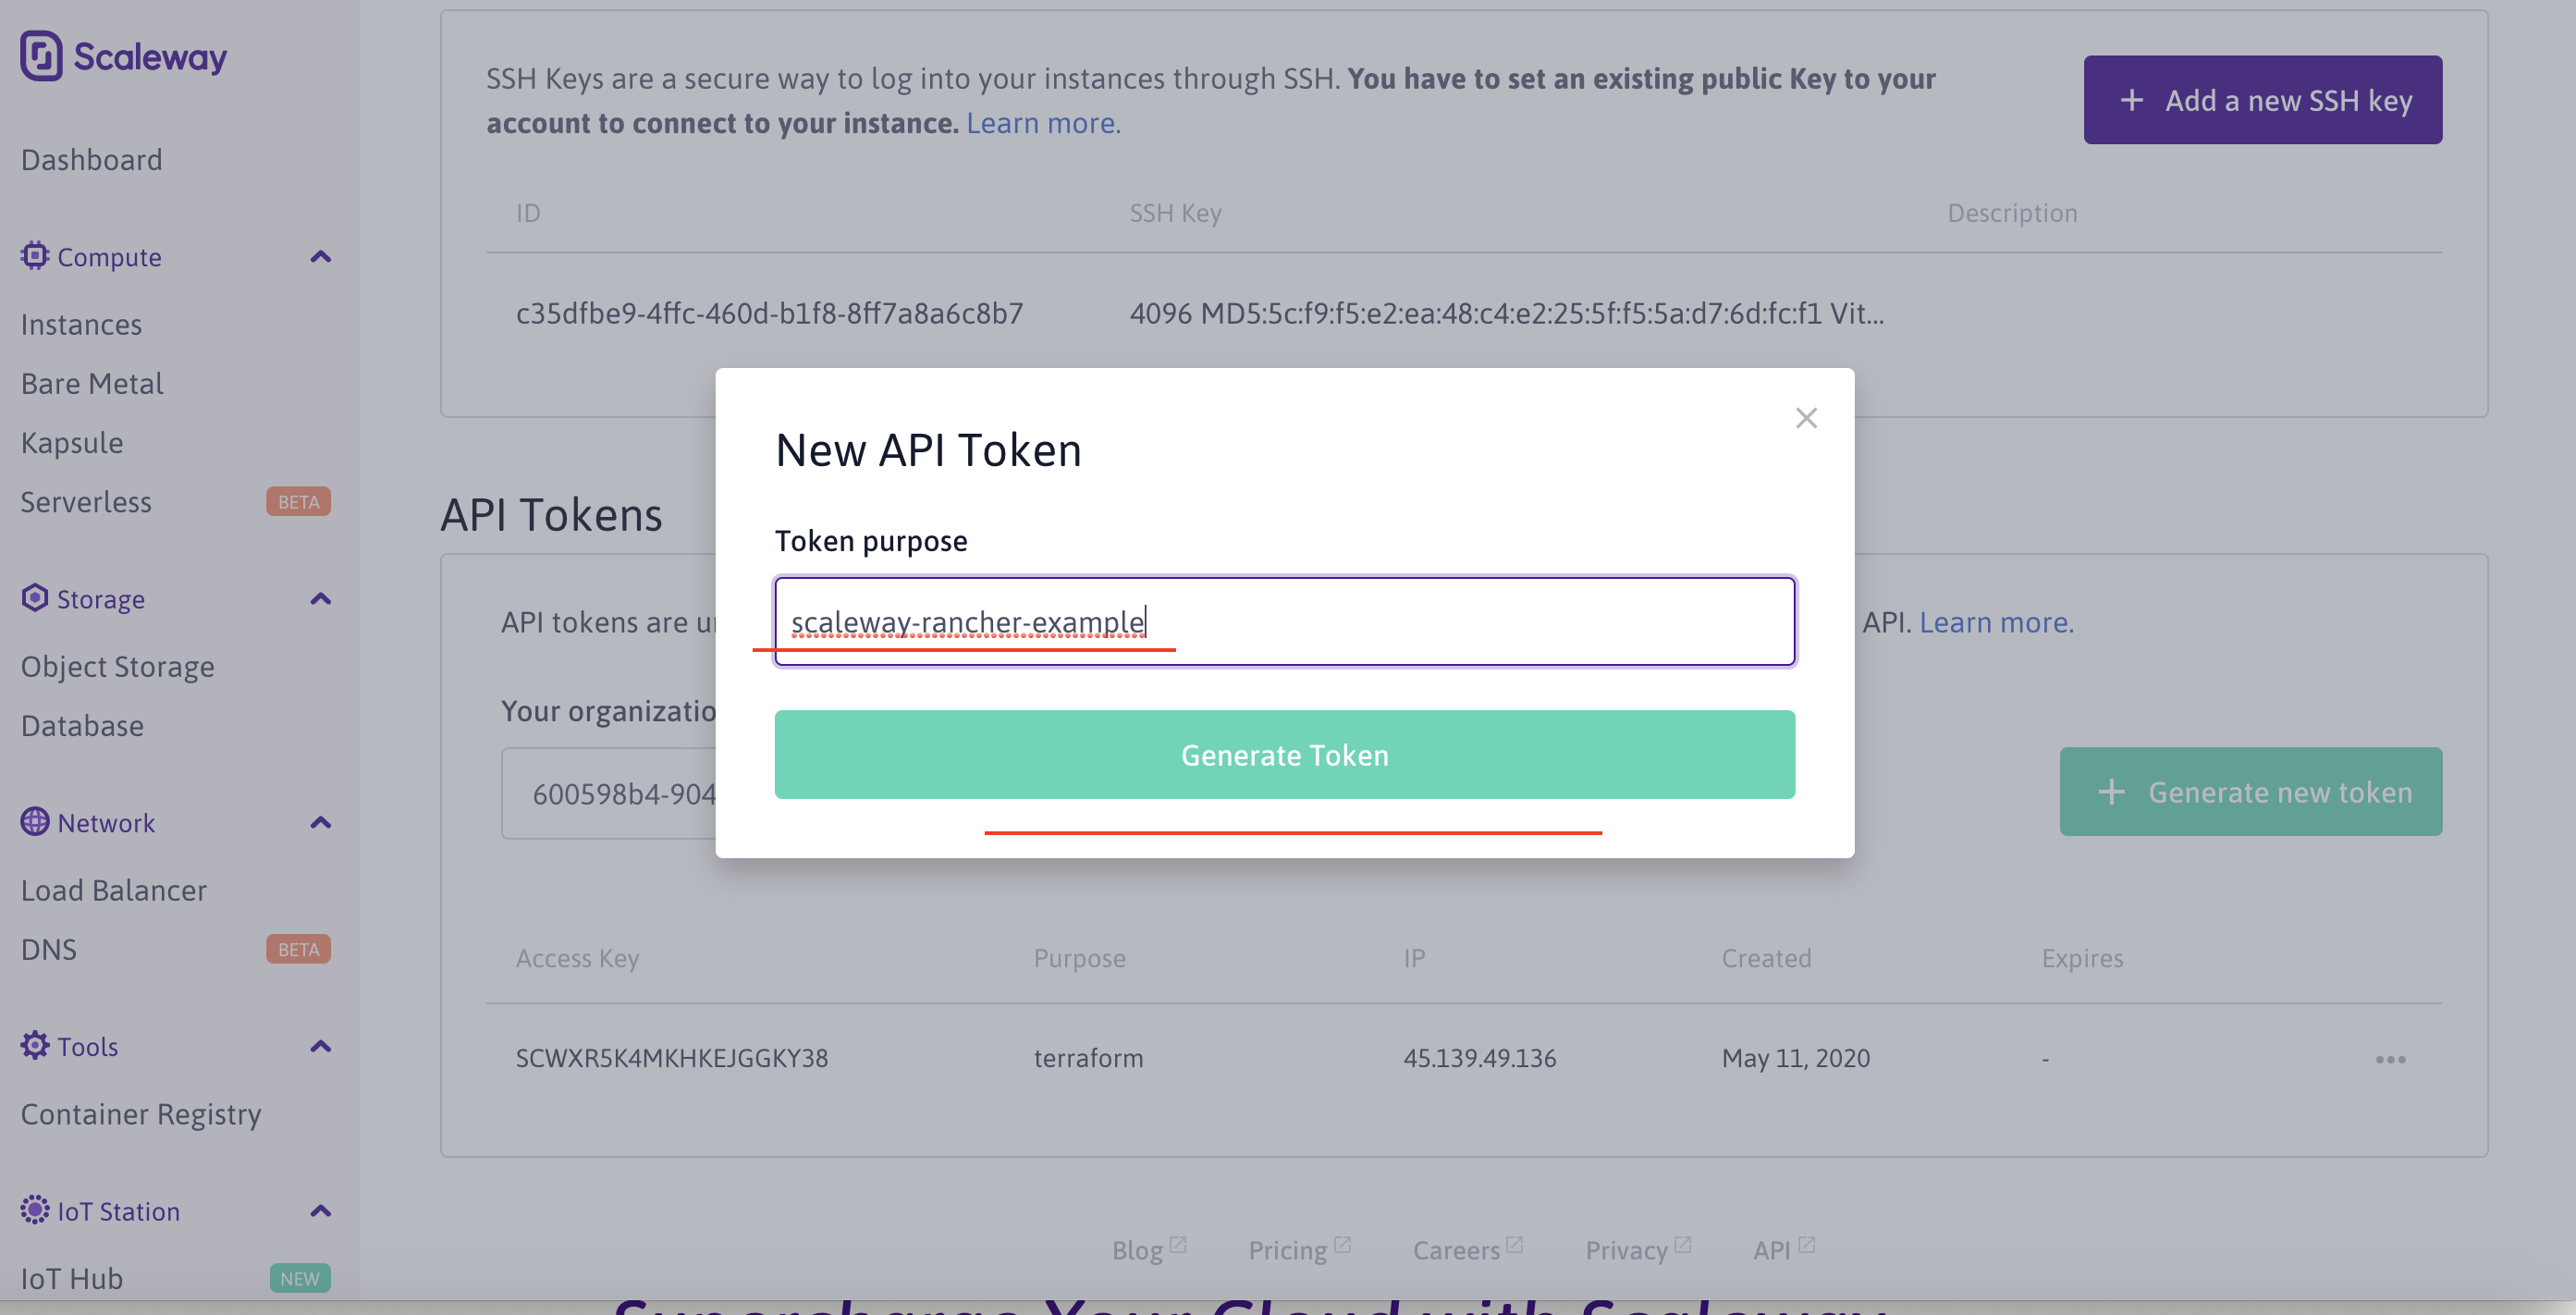 Scaleway
Dashboard
Compute
Instances
Bare Metal
Kapsule
Serverless BETA
Storage
Object Storage
Database
Network
Load Balancer
DNS BETA
Tools
Container Registry
IoT Station
IoT Hub NEW
SSH Keys are a secure way to log into your instances through SSH. You have to set an existing public Key to your
account to connect to your instance. Learn more.
+ Add a new SSH key
ID SSH Key Description
c35dfbe9-4ffc-460d-b1f8-8ff7a8a6c8b7 4096 MD5:5c:f9:f5:e2:ea:48:c4:e2:25:5f:f5:5a:d7:6d:fc:f1 Vit...
New API Token
Token purpose
scaleway-rancher-example
Generate Token
API Tokens
API tokens are API. Learn more.
Your
600598b4-904
+ Generate new token
Access Key Purpose IP Created Expires
SCWXR5K4MKHKEJGGKY38 terraform 45.139.49.136 May 11, 2020 -
Blog Pricing Careers Privacy API
Supercharge Your Cloud with Scaleway